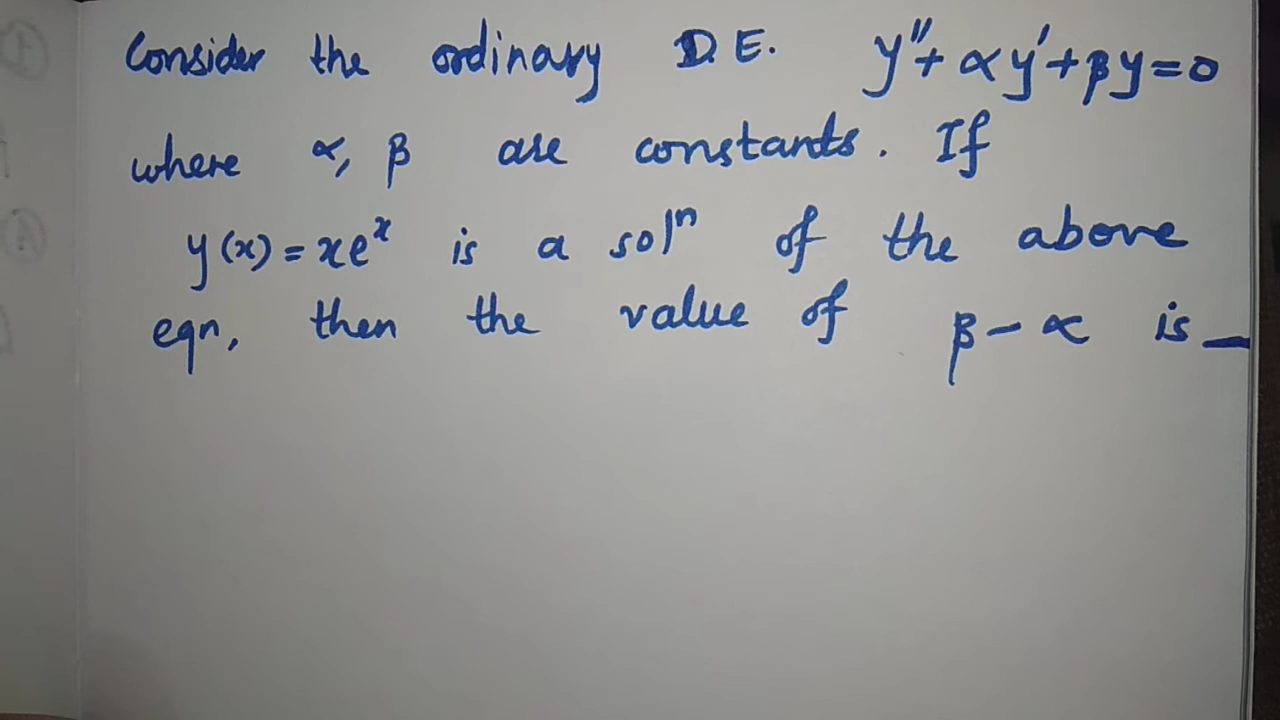 Consider the ordinary D.E. y'' + αy' + βy = 0
where α, β are constants. If
y(x) = xeˣ is a solⁿ of the above
eqn, then the value of β - α is _